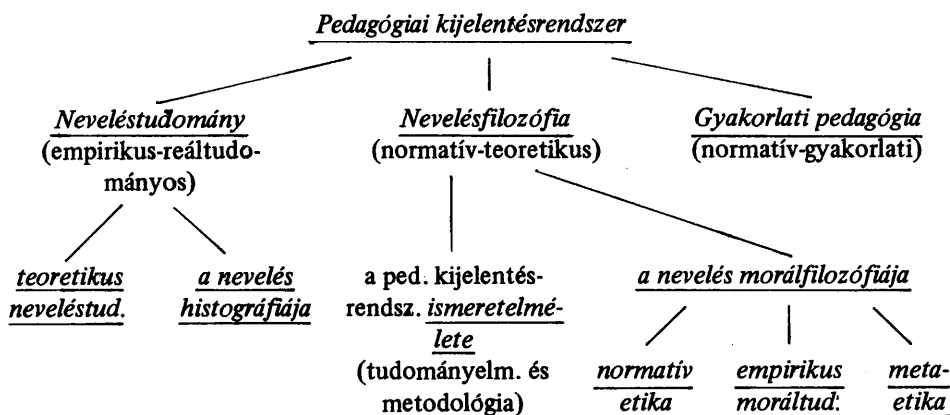 Pedagógiai kijelentésrendszer
Neveléstudomány
(empirikus-reáltudo-
mányos)
Nevelésfilozófia
(normatív-teoretikus)
Gyakorlati pedagógia
(normatív-gyakorlati)
teoretikus
neveléstud.
a nevelés
histográfiája
a ped. kijelentés-
rendsz. ismeretelmé-
lete
(tudományelm. és
metodológia)
a nevelés morálfilozófiája
normatív
etika
empirikus
moráltud.
meta-
etika